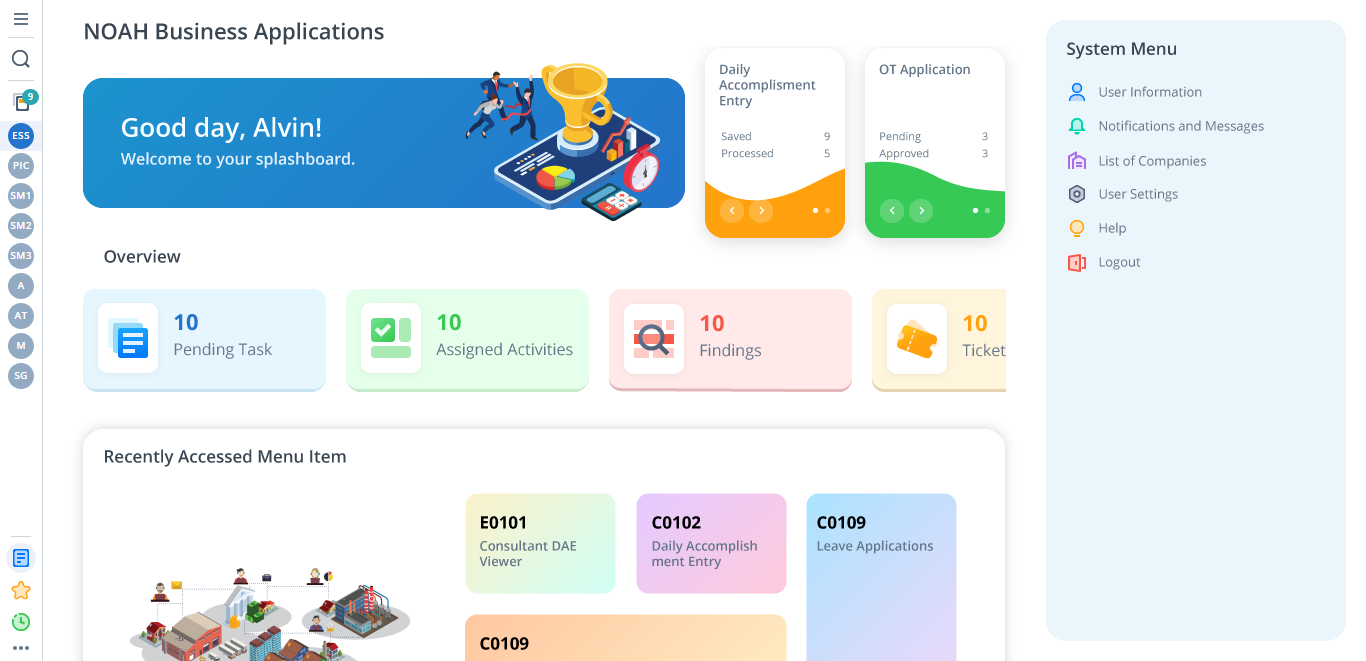 NOAH Business Applications
9
ESS
PIC
SM1
SM2
SM3
A
AT
M
SG
Good day, Alvin!
Welcome to your splashboard.
Daily
Accomplisment
Entry
Saved 9
Processed 5
OT Application
Pending 3
Approved 3
Overview
10
Pending Task
10
Assigned Activities
10
Findings
10
Ticket
Recently Accessed Menu Item
E0101
Consultant DAE
Viewer
C0102
Daily Accomplish
ment Entry
C0109
Leave Applications
C0109
System Menu
User Information
Notifications and Messages
List of Companies
User Settings
Help
Logout